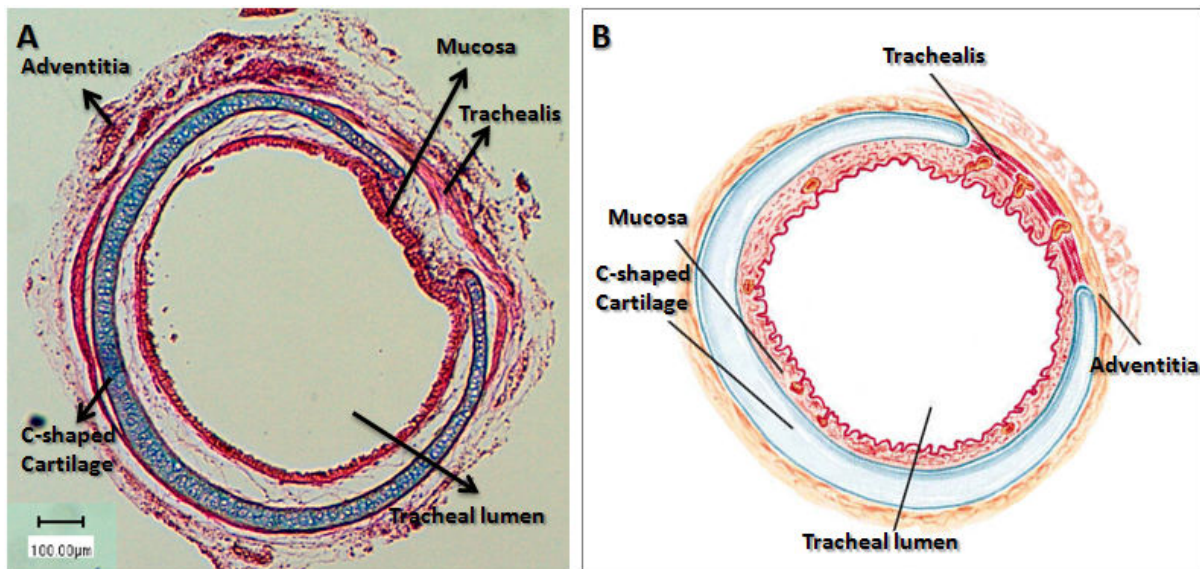 A
Adventitia
Mucosa
Trachealis
C-shaped
Cartilage
Tracheal lumen
100.00µm
B
Trachealis
Mucosa
C-shaped
Cartilage
Adventitia
Tracheal lumen